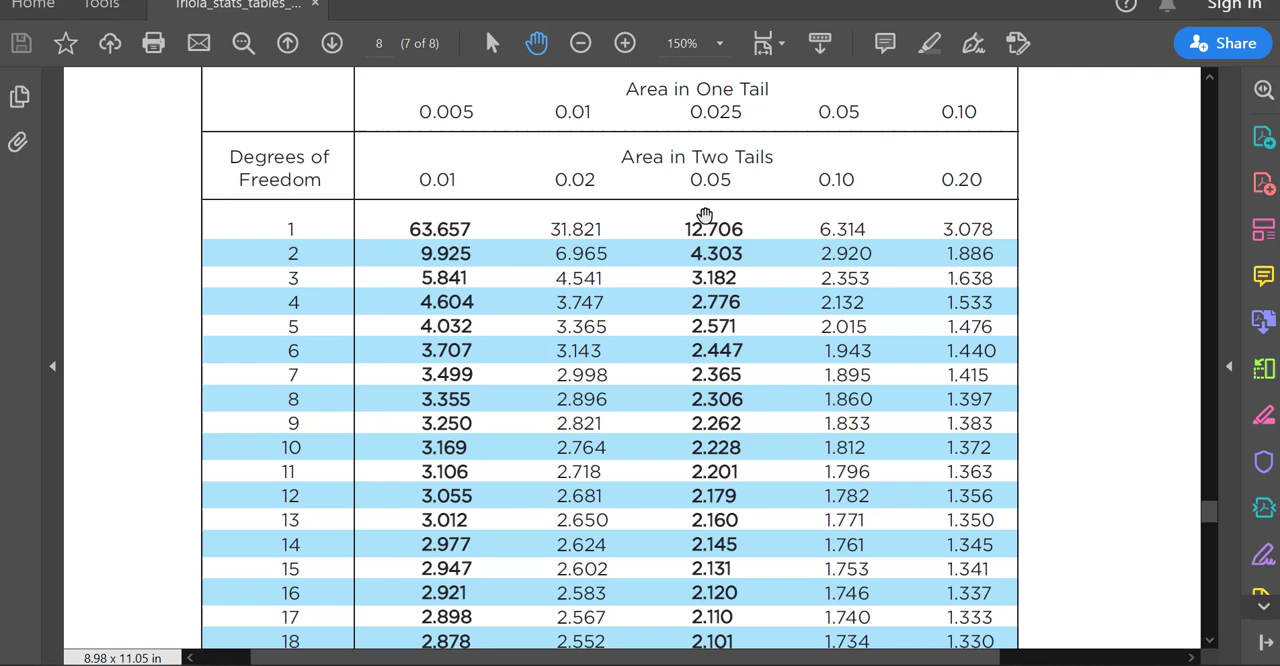 Home Tools Triola_stats_tables_... × Sign In
8 (7 of 8) 150% Share
Area in One Tail
0.005 0.01 0.025 0.05 0.10
Degrees of Freedom Area in Two Tails
0.01 0.02 0.05 0.10 0.20
1 63.657 31.821 12.706 6.314 3.078
2 9.925 6.965 4.303 2.920 1.886
3 5.841 4.541 3.182 2.353 1.638
4 4.604 3.747 2.776 2.132 1.533
5 4.032 3.365 2.571 2.015 1.476
6 3.707 3.143 2.447 1.943 1.440
7 3.499 2.998 2.365 1.895 1.415
8 3.355 2.896 2.306 1.860 1.397
9 3.250 2.821 2.262 1.833 1.383
10 3.169 2.764 2.228 1.812 1.372
11 3.106 2.718 2.201 1.796 1.363
12 3.055 2.681 2.179 1.782 1.356
13 3.012 2.650 2.160 1.771 1.350
14 2.977 2.624 2.145 1.761 1.345
15 2.947 2.602 2.131 1.753 1.341
16 2.921 2.583 2.120 1.746 1.337
17 2.898 2.567 2.110 1.740 1.333
18 2.878 2.552 2.101 1.734 1.330
8.98 x 11.05 in